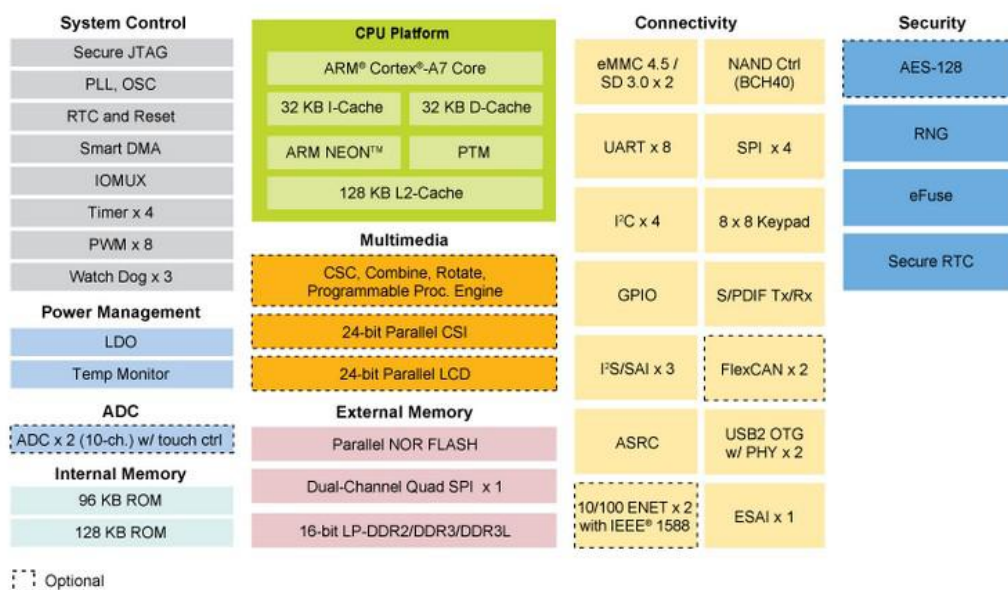 System Control
Secure JTAG
PLL, OSC
RTC and Reset
Smart DMA
IOMUX
Timer x 4
PWM x 8
Watch Dog x 3
Power Management
LDO
Temp Monitor
ADC
ADC x 2 (10-ch.) w/ touch ctrl
Internal Memory
96 KB ROM
128 KB ROM
CPU Platform
ARM® Cortex®-A7 Core
32 KB I-Cache
32 KB D-Cache
ARM NEON™
PTM
128 KB L2-Cache
Multimedia
CSC, Combine, Rotate,
Programmable Proc. Engine
24-bit Parallel CSI
24-bit Parallel LCD
External Memory
Parallel NOR FLASH
Dual-Channel Quad SPI x 1
16-bit LP-DDR2/DDR3/DDR3L
Connectivity
eMMC 4.5 /
SD 3.0 x 2
NAND Ctrl
(BCH40)
UART x 8
SPI x 4
I²C x 4
8 x 8 Keypad
GPIO
S/PDIF Tx/Rx
I²S/SAI x 3
FlexCAN x 2
ASRC
USB2 OTG
w/ PHY x 2
10/100 ENET x 2
with IEEE® 1588
ESAI x 1
Security
AES-128
RNG
eFuse
Secure RTC
Optional